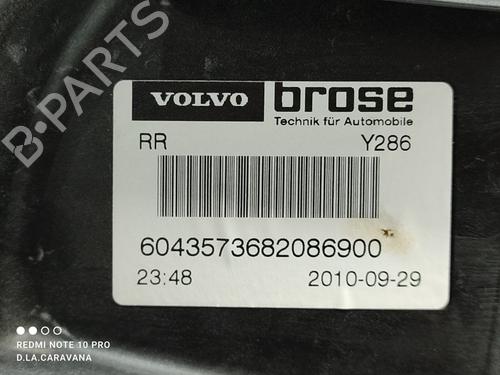 B-PARTS
VOLVO brose
Technik für Automobile
RR Y286
6043573682086900
23:48 2010-09-29
REDMI NOTE 10 PRO
D.L.A.CARAVANA